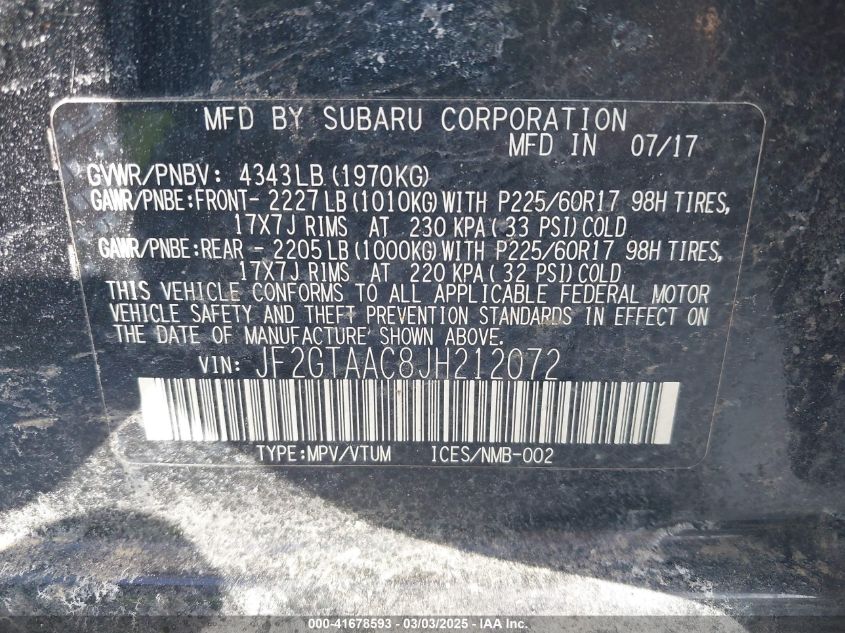 MFD BY SUBARU CORPORATION
MFD IN 07/17
GVWR/PNBV: 4343LB(1970KG)
GAWR/PNBE:FRONT- 2227LB(1010KG)WITH P225/60R17 98H TIRES,
17X7J RIMS AT 230 KPA(33 PSI)COLD
GAWR/PNBE:REAR - 2205LB(1000KG)WITH P225/60R17 98H TIRES,
17X7J RIMS AT 220 KPA(32 PSI)COLD
THIS VEHICLE CONFORMS TO ALL APPLICABLE FEDERAL MOTOR
VEHICLE SAFETY AND THEFT PREVENTION STANDARDS IN EFFECT ON
THE DATE OF MANUFACTURE SHOWN ABOVE.
VIN: JF2GTAAC8JH212072
TYPE:MPV/VTUM ICES/NMB-002
000-41678593 - 03/03/2025 - IAAI.COM